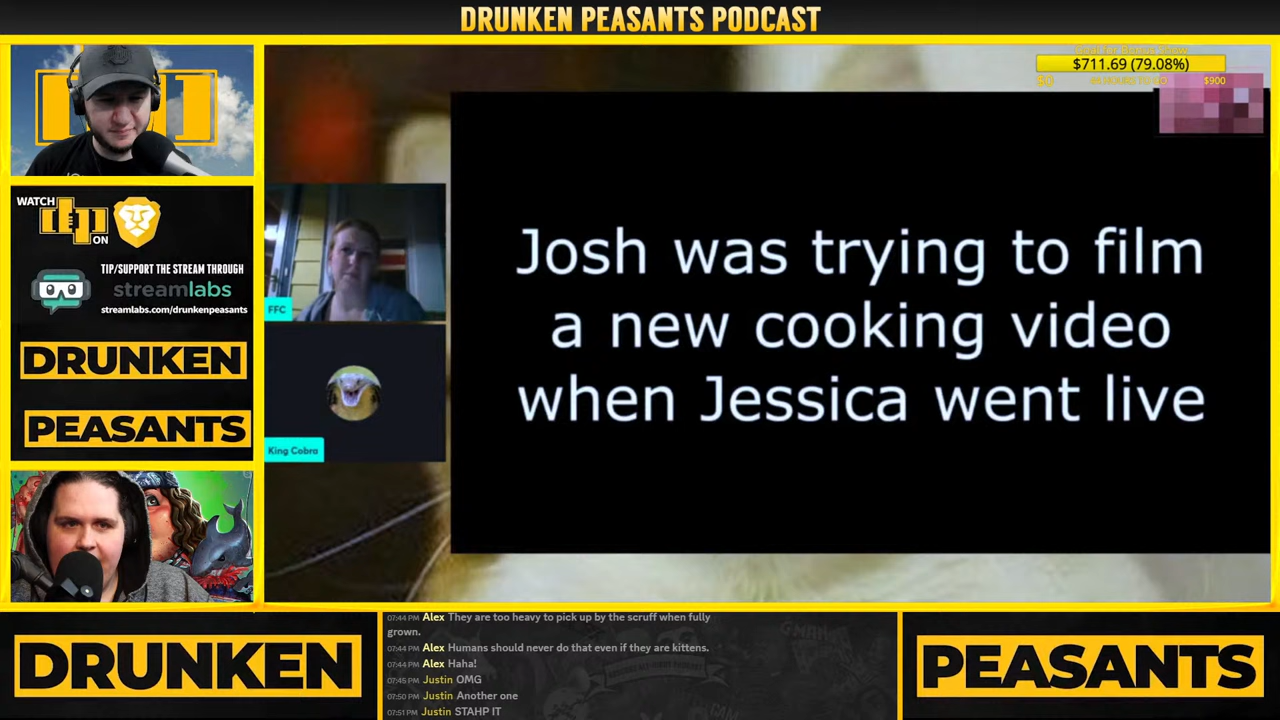 DRUNKEN PEASANTS PODCAST
$711.69 (79.08%)
$0
$900
WATCH
ON
TIP/SUPPORT THE STREAM THROUGH
streamlabs
streamlabs.com/drunkenpeasants
DRUNKEN
PEASANTS
FFC
King Cobra
Josh was trying to film
a new cooking video
when Jessica went live
DRUNKEN
07:44 PM Alex They are too heavy to pick up by the scruff when fully
grown.
07:44 PM Alex Humans should never do that even if they are kittens.
07:44 PM Alex Haha!
07:45 PM Justin OMG
07:50 PM Justin Another one
07:51 PM Justin STAHP IT
PEASANTS